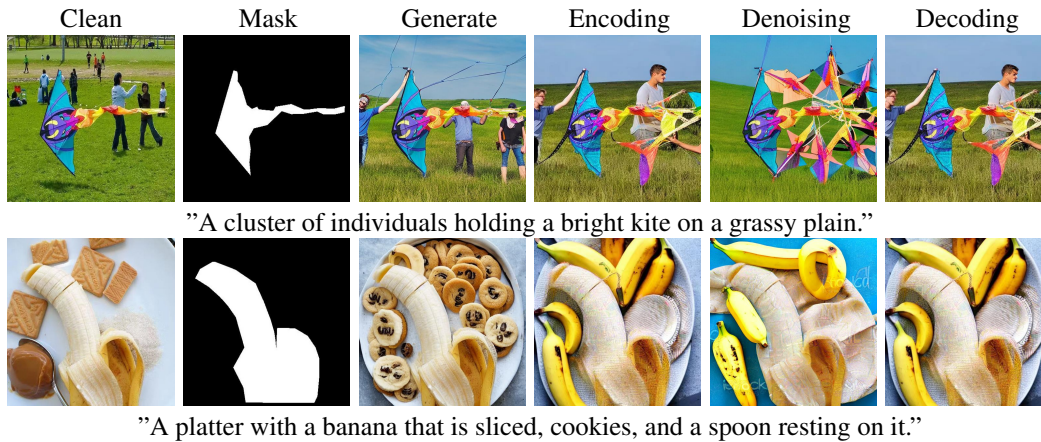 Clean Mask Generate Encoding Denoising Decoding
”A cluster of individuals holding a bright kite on a grassy plain.”
”A platter with a banana that is sliced, cookies, and a spoon resting on it.”